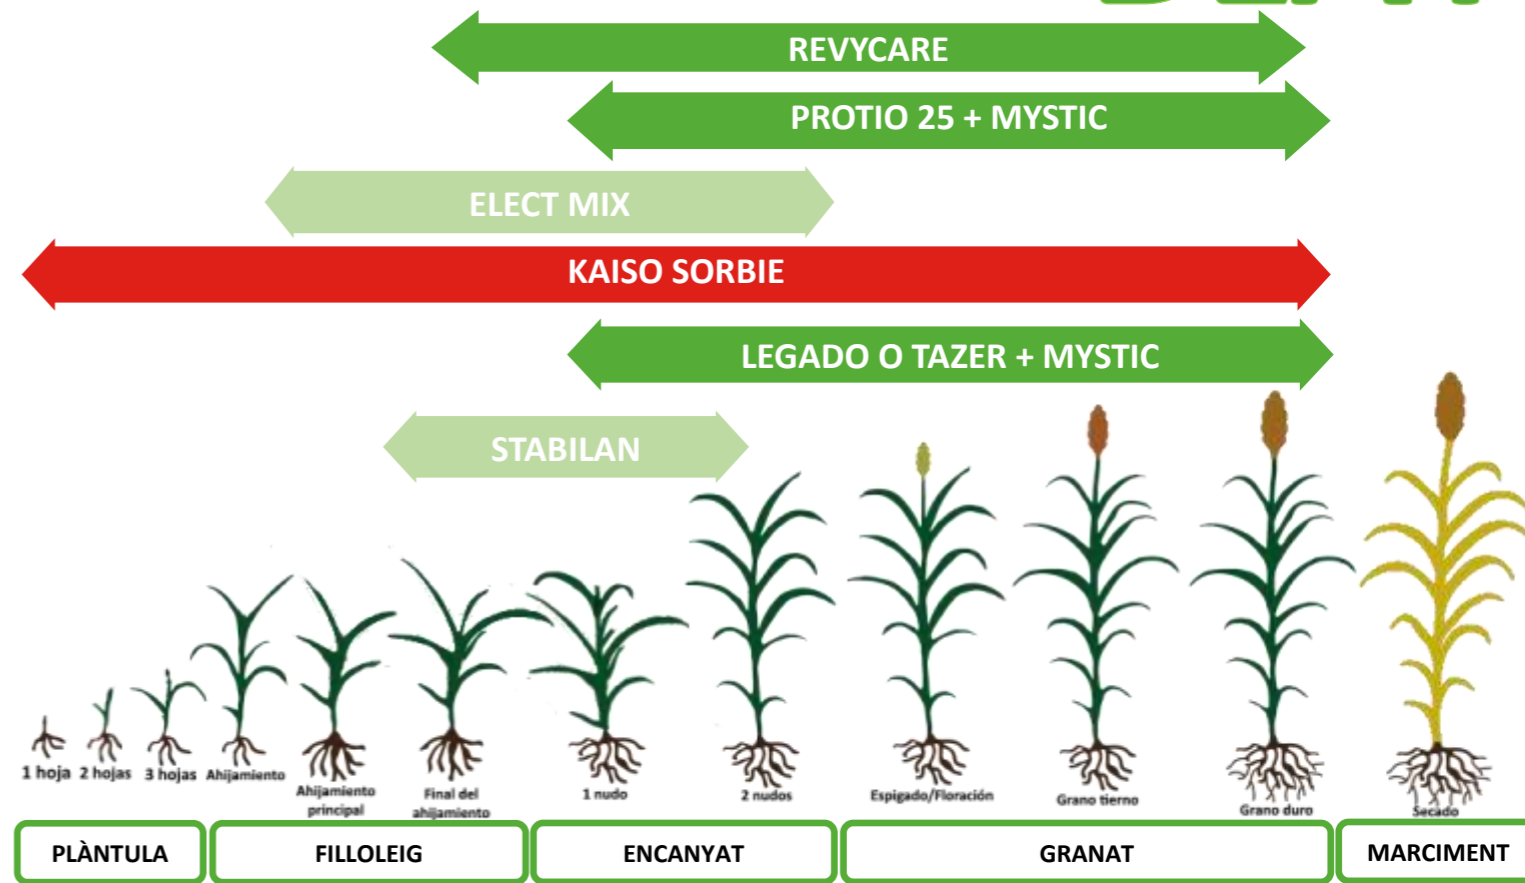 REVYCARE
PROTIO 25 + MYSTIC
ELECT MIX
KAISO SORBIE
LEGADO O TAZER + MYSTIC
STABILAN
1 hoja
2 hojas
3 hojas
Ahijamiento
Ahijamiento
principal
Final del
ahijamiento
1 nudo
2 nudos
Espigado/Floración
Grano tierno
Grano duro
Secado
PLÀNTULA
FILLOLEIG
ENCANYAT
GRANAT
MARCIMENT